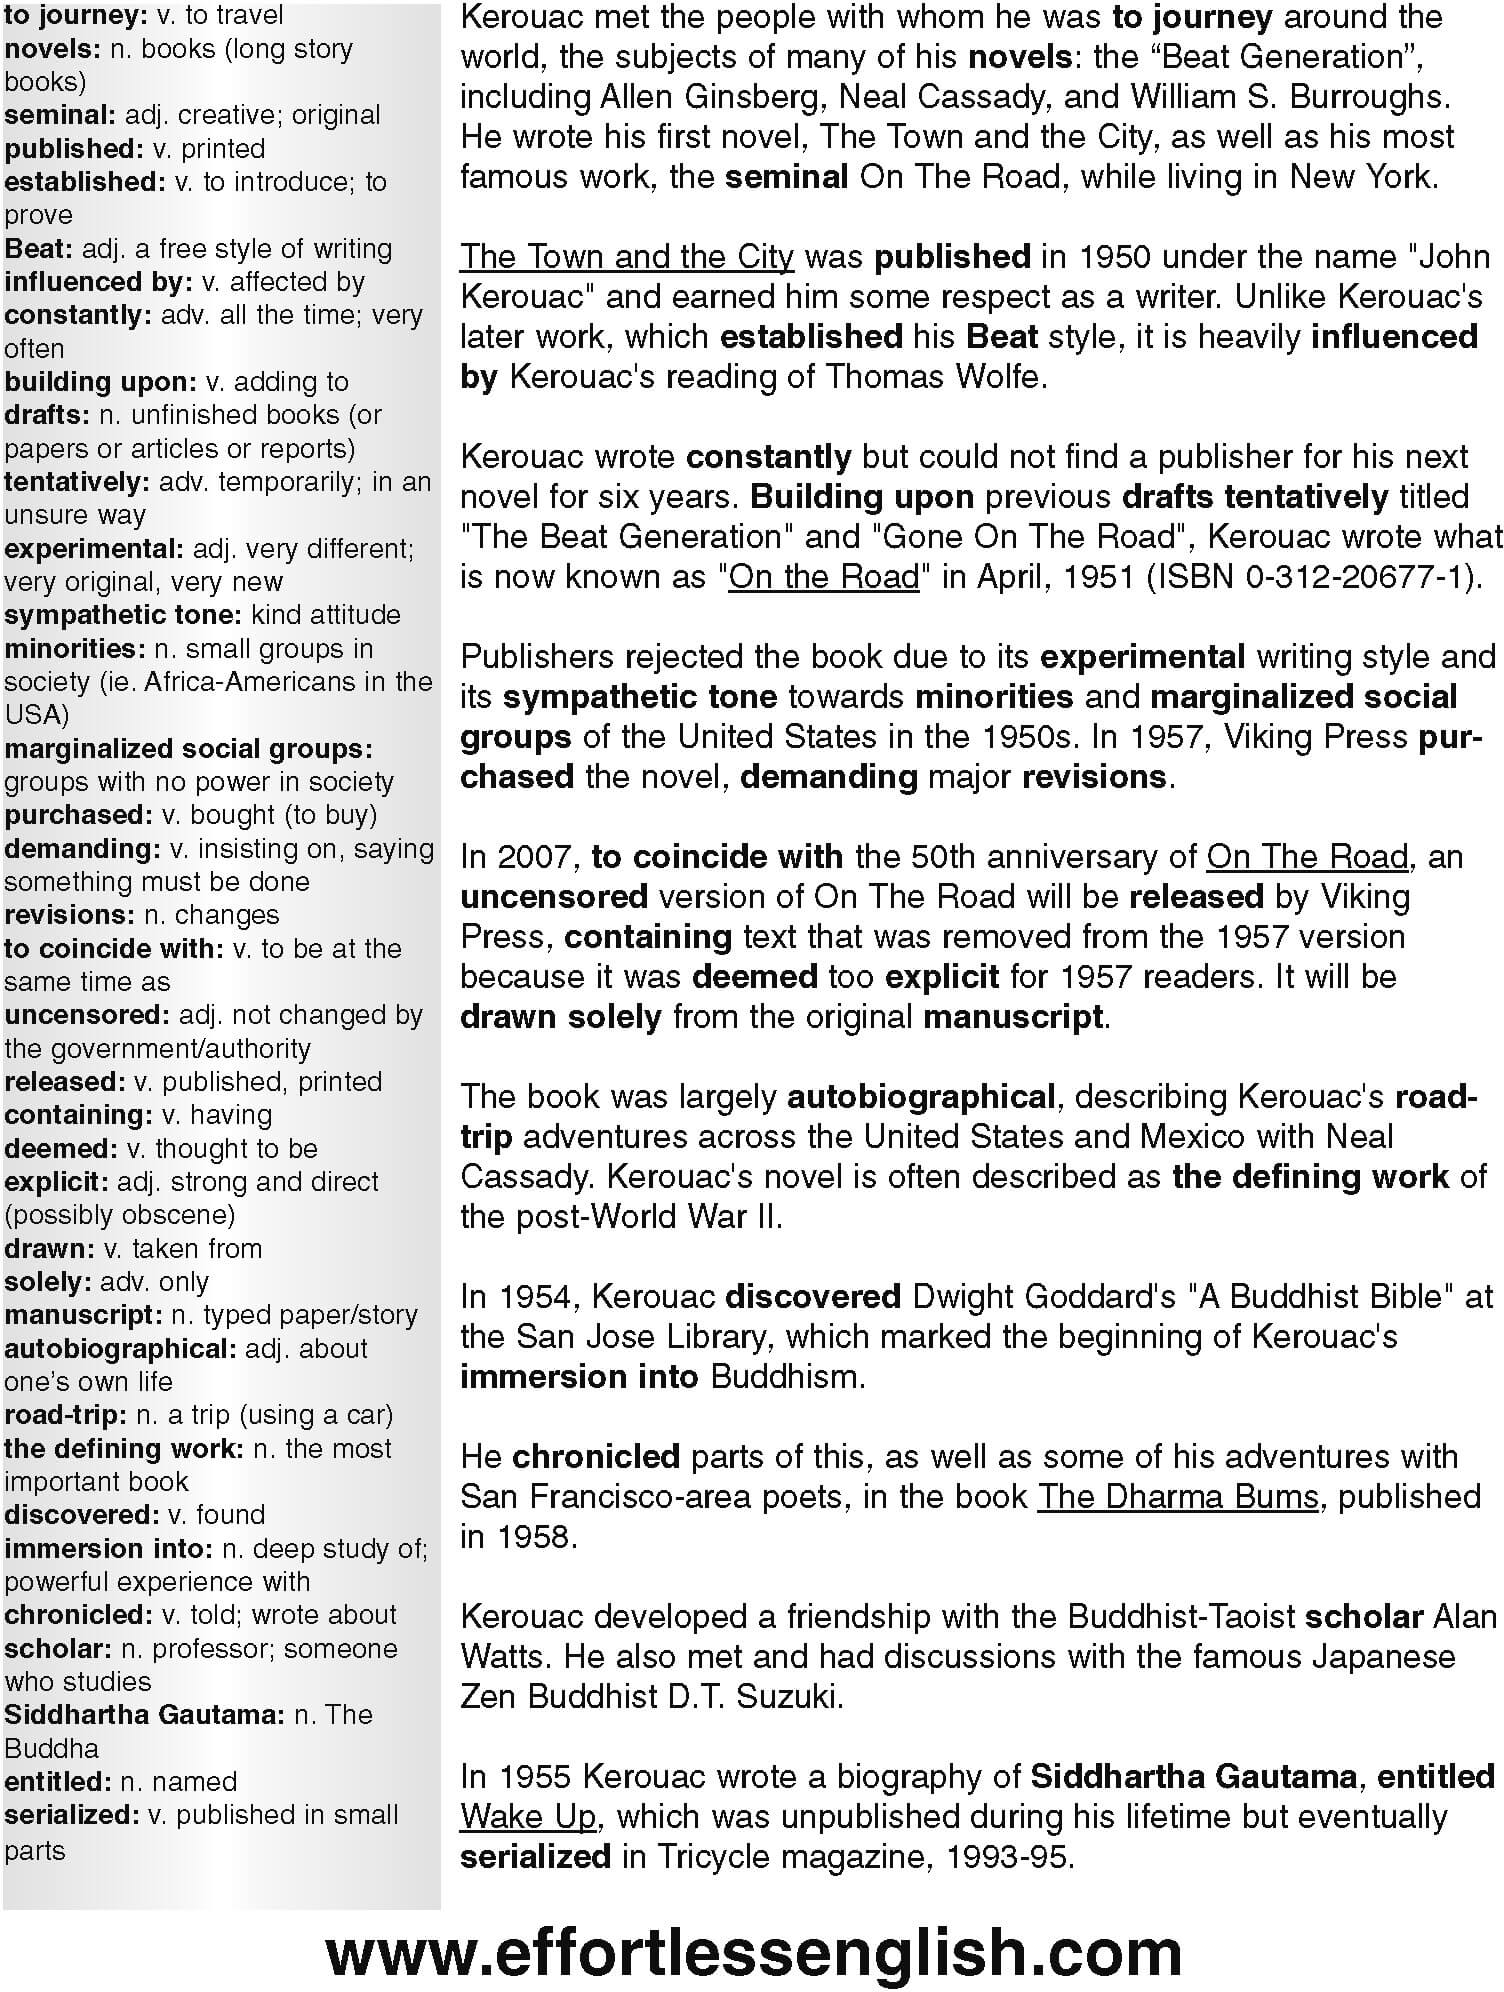 to journey: v. to travel
novels: n. books (long story
books)
seminal: adj. creative; original
published: v. printed
established: v. to introduce; to
prove
Beat: adj. a free style of writing
influenced by: v. affected by
constantly: adv. all the time; very
often
building upon: v. adding to
drafts: n. unfinished books (or
papers or articles or reports)
tentatively: adv. temporarily; in an
unsure way
experimental: adj. very different;
very original, very new
sympathetic tone: kind attitude
minorities: n. small groups in
society (ie. Africa-Americans in the
USA)
marginalized social groups:
groups with no power in society
purchased: v. bought (to buy)
demanding: v. insisting on, saying
something must be done
revisions: n. changes
to coincide with: v. to be at the
same time as
uncensored: adj. not changed by
the government/authority
released: v. published, printed
containing: v. having
deemed: v. thought to be
explicit: adj. strong and direct
(possibly obscene)
drawn: v. taken from
solely: adv. only
manuscript: n. typed paper/story
autobiographical: adj. about
one's own life
road-trip: n. a trip (using a car)
the defining work: n. the most
important book
discovered: v. found
immersion into: n. deep study of;
powerful experience with
chronicled: v. told; wrote about
scholar: n. professor; someone
who studies
Siddhartha Gautama: n. The
Buddha
entitled: n. named
serialized: v. published in small
parts
Kerouac met the people with whom he was to journey around the
world, the subjects of many of his novels: the “Beat Generation”,
including Allen Ginsberg, Neal Cassady, and William S. Burroughs.
He wrote his first novel, The Town and the City, as well as his most
famous work, the seminal On The Road, while living in New York.
The Town and the City was published in 1950 under the name "John
Kerouac" and earned him some respect as a writer. Unlike Kerouac's
later work, which established his Beat style, it is heavily influenced
by Kerouac's reading of Thomas Wolfe.
Kerouac wrote constantly but could not find a publisher for his next
novel for six years. Building upon previous drafts tentatively titled
"The Beat Generation" and "Gone On The Road", Kerouac wrote what
is now known as "On the Road" in April, 1951 (ISBN 0-312-20677-1).
Publishers rejected the book due to its experimental writing style and
its sympathetic tone towards minorities and marginalized social
groups of the United States in the 1950s. In 1957, Viking Press pur-
chased the novel, demanding major revisions.
In 2007, to coincide with the 50th anniversary of On The Road, an
uncensored version of On The Road will be released by Viking
Press, containing text that was removed from the 1957 version
because it was deemed too explicit for 1957 readers. It will be
drawn solely from the original manuscript.
The book was largely autobiographical, describing Kerouac's road-
trip adventures across the United States and Mexico with Neal
Cassady. Kerouac's novel is often described as the defining work of
the post-World War II.
In 1954, Kerouac discovered Dwight Goddard's "A Buddhist Bible" at
the San Jose Library, which marked the beginning of Kerouac's
immersion into Buddhism.
He chronicled parts of this, as well as some of his adventures with
San Francisco-area poets, in the book The Dharma Bums, published
in 1958.
Kerouac developed a friendship with the Buddhist-Taoist scholar Alan
Watts. He also met and had discussions with the famous Japanese
Zen Buddhist D.T. Suzuki.
In 1955 Kerouac wrote a biography of Siddhartha Gautama, entitled
Wake Up, which was unpublished during his lifetime but eventually
serialized in Tricycle magazine, 1993-95.
www.effortlessenglish.com